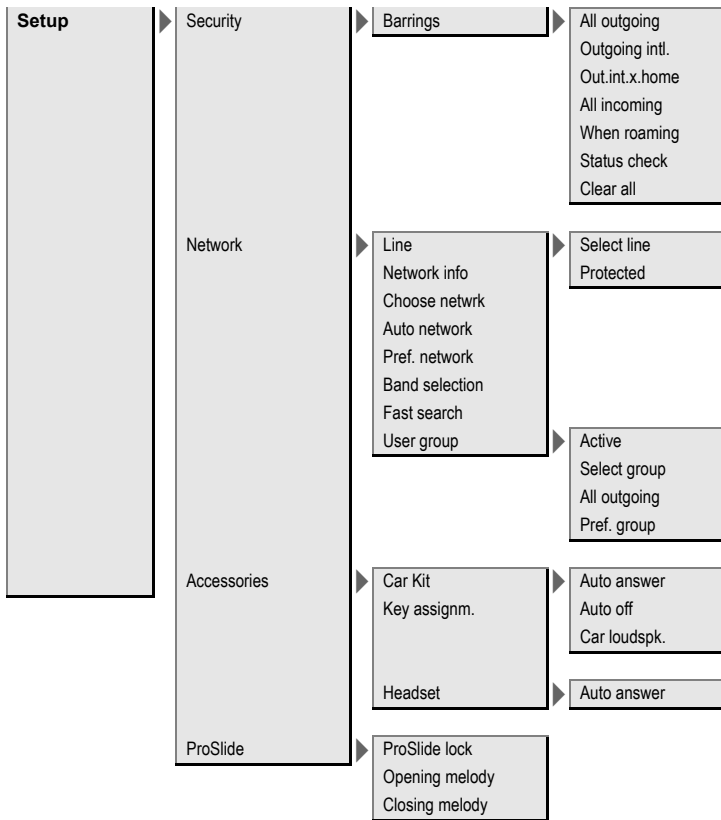 Setup Security Barrings All outgoing
Outgoing intl.
Out.int.x.home
All incoming
When roaming
Status check
Clear all
Network Line Select line
Network info Protected
Choose netwrk
Auto network
Pref. network
Band selection
Fast search
User group Active
Select group
All outgoing
Pref. group
Accessories Car Kit Auto answer
Key assignm. Auto off
Car loudspk.
Headset Auto answer
ProSlide ProSlide lock
Opening melody
Closing melody